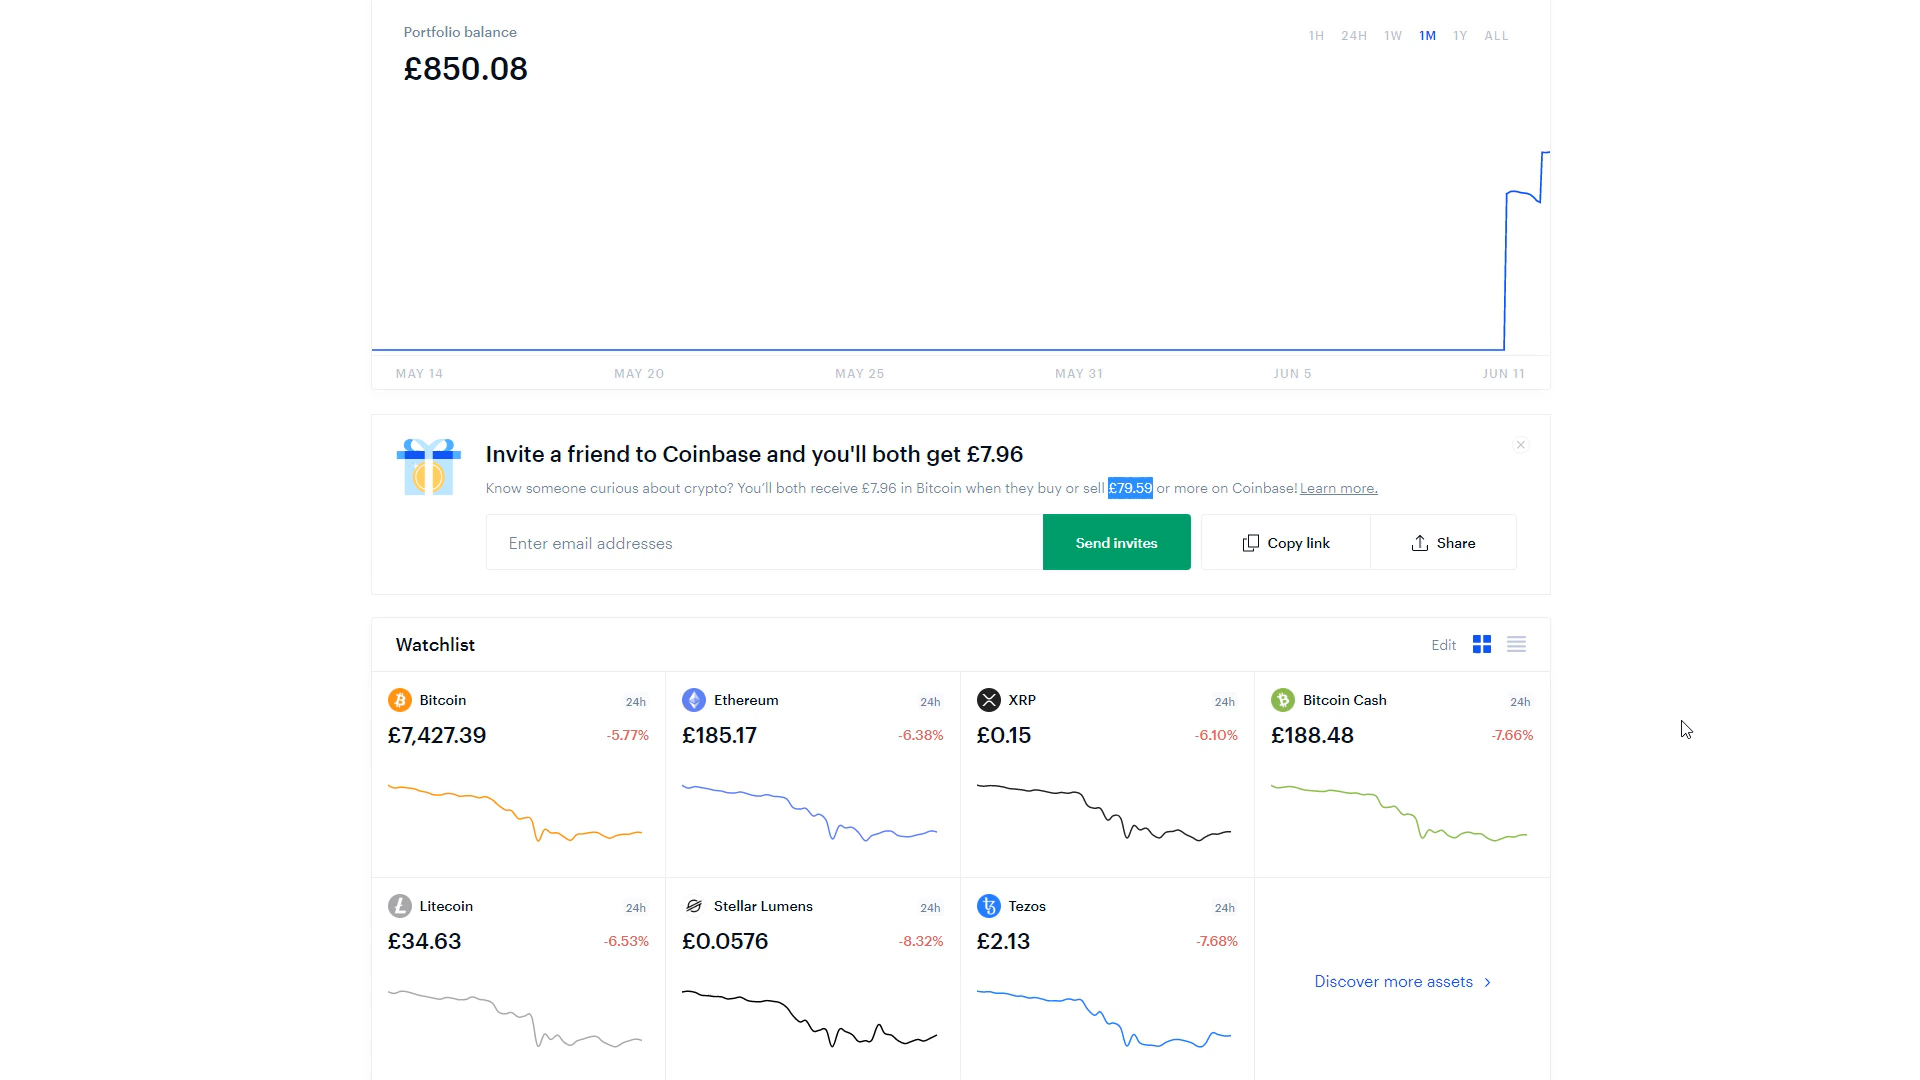 Portfolio balance
1H 24H 1W 1M 1Y ALL
£850.08
MAY 14 MAY 20 MAY 25 MAY 31 JUN 5 JUN 11
Invite a friend to Coinbase and you'll both get £7.96
Know someone curious about crypto? You'll both receive £7.96 in Bitcoin when they buy or sell £79.59 or more on Coinbase! Learn more.
Enter email addresses Send invites Copy link Share
Watchlist Edit
Bitcoin 24h Ethereum 24h XRP 24h Bitcoin Cash 24h
£7,427.39 -5.77% £185.17 -6.38% £0.15 -6.10% £188.48 -7.66%
Litecoin 24h Stellar Lumens 24h Tezos 24h
£34.63 -6.53% £0.0576 -8.32% £2.13 -7.68%
Discover more assets